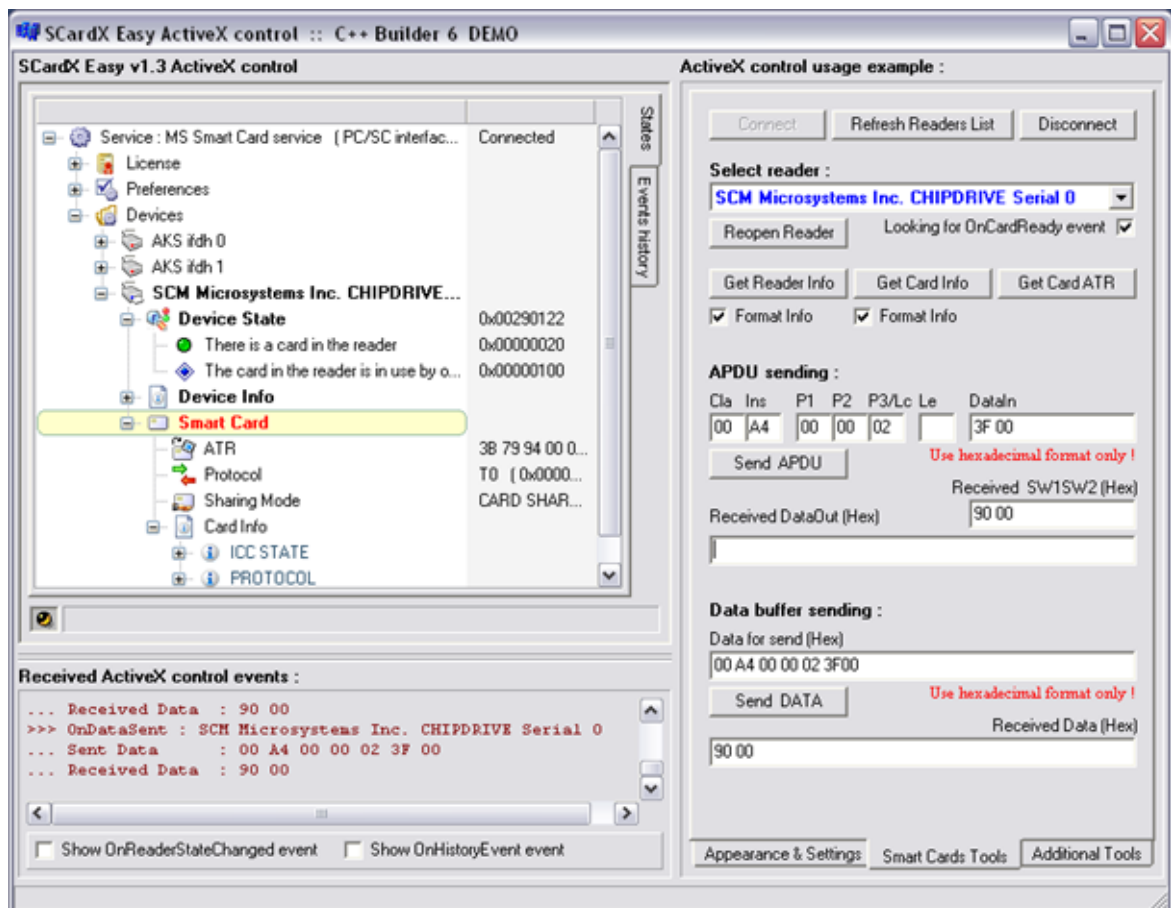 SCardX Easy ActiveX control :: C++ Builder 6 DEMO
SCardX Easy v1.3 ActiveX control
Service : MS Smart Card service ( PC/SC interfac... Connected
License
Preferences
Devices
AKS ifdh 0
AKS ifdh 1
SCM Microsystems Inc. CHIPDRIVE...
Device State 0x00290122
There is a card in the reader 0x00000020
The card in the reader is in use by o... 0x00000100
Device Info
Smart Card
ATR 3B 79 94 00 0...
Protocol T0 ( 0x0000...
Sharing Mode CARD SHAR...
Card Info
ICC STATE
PROTOCOL
States
Events history
Received ActiveX control events :
... Received Data : 90 00
>>> OnDataSent : SCM Microsystems Inc. CHIPDRIVE Serial 0
... Sent Data : 00 A4 00 00 02 3F 00
... Received Data : 90 00
Show OnReaderStateChanged event Show OnHistoryEvent event
ActiveX control usage example :
Connect Refresh Readers List Disconnect
Select reader :
SCM Microsystems Inc. CHIPDRIVE Serial 0
Reopen Reader Looking for OnCardReady event
Get Reader Info Get Card Info Get Card ATR
Format Info Format Info
APDU sending :
Cla Ins P1 P2 P3/Lc Le DataIn
00 A4 00 00 02 3F 00
Send APDU Use hexadecimal format only !
Received SW1SW2 (Hex)
Received DataOut (Hex) 90 00
Data buffer sending :
Data for send (Hex)
00 A4 00 00 02 3F00
Send DATA Use hexadecimal format only !
Received Data (Hex)
90 00
Appearance & Settings Smart Cards Tools Additional Tools